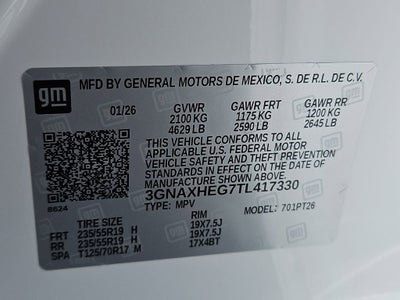 gm
MFD BY GENERAL MOTORS DE MEXICO, S. DE R.L. DE C.V.
01/26 GVWR GAWR FRT GAWR RR
2100 KG 1175 KG 1200 KG
4629 LB 2590 LB 2645 LB
THIS VEHICLE CONFORMS TO ALL
APPLICABLE U.S. FEDERAL MOTOR
VEHICLE SAFETY STANDARDS IN
EFFECT ON THE DATE OF
MANUFACTURE SHOWN ABOVE.
3GNAXHEG7TL417330
TYPE: MPV MODEL: 701PT26
8624
TIRE SIZE RIM
FRT 235/55R19 H 19X7.5J
RR 235/55R19 H 19X7.5J
SPA T125/70R17 M 17X4BT